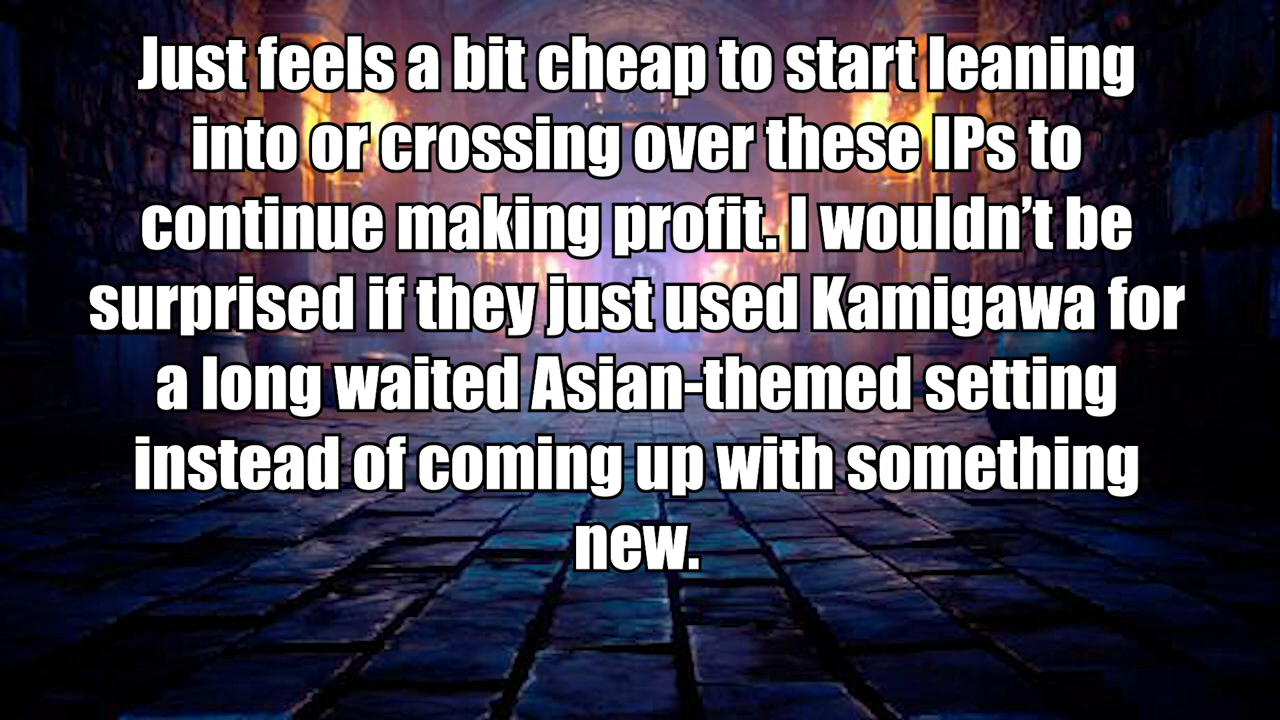 Just feels a bit cheap to start leaning
into or crossing over these IPs to
continue making profit. I wouldn’t be
surprised if they just used Kamigawa for
a long waited Asian-themed setting
instead of coming up with something
new.